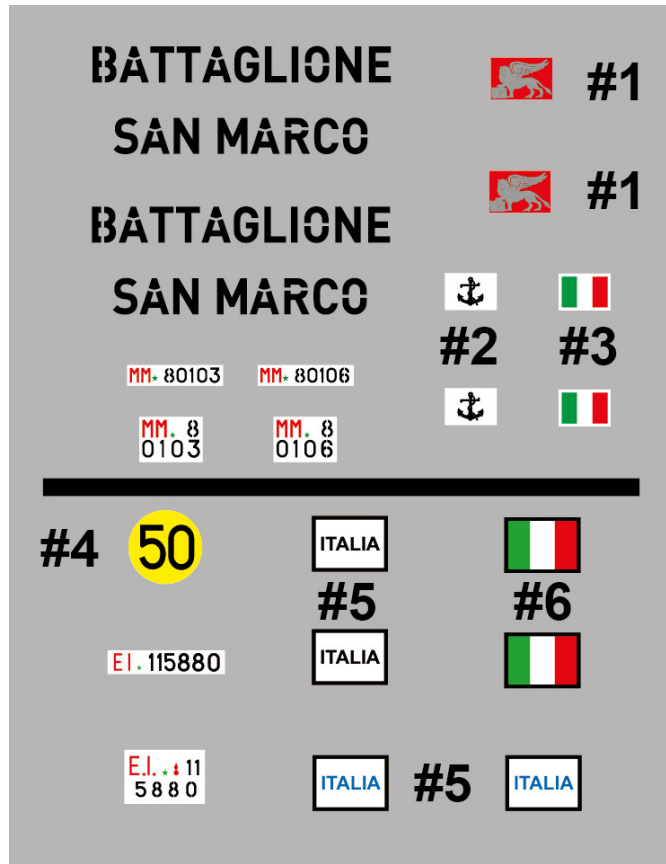 BATTAGLIONE
SAN MARCO
#1
#1
BATTAGLIONE
SAN MARCO
#2
#3
MM. 80103
MM. 80106
MM. 8
0103
MM. 8
0106
#4
50
ITALIA
#5
#6
EI. 115880
ITALIA
E.I. 11
5880
ITALIA
#5
ITALIA